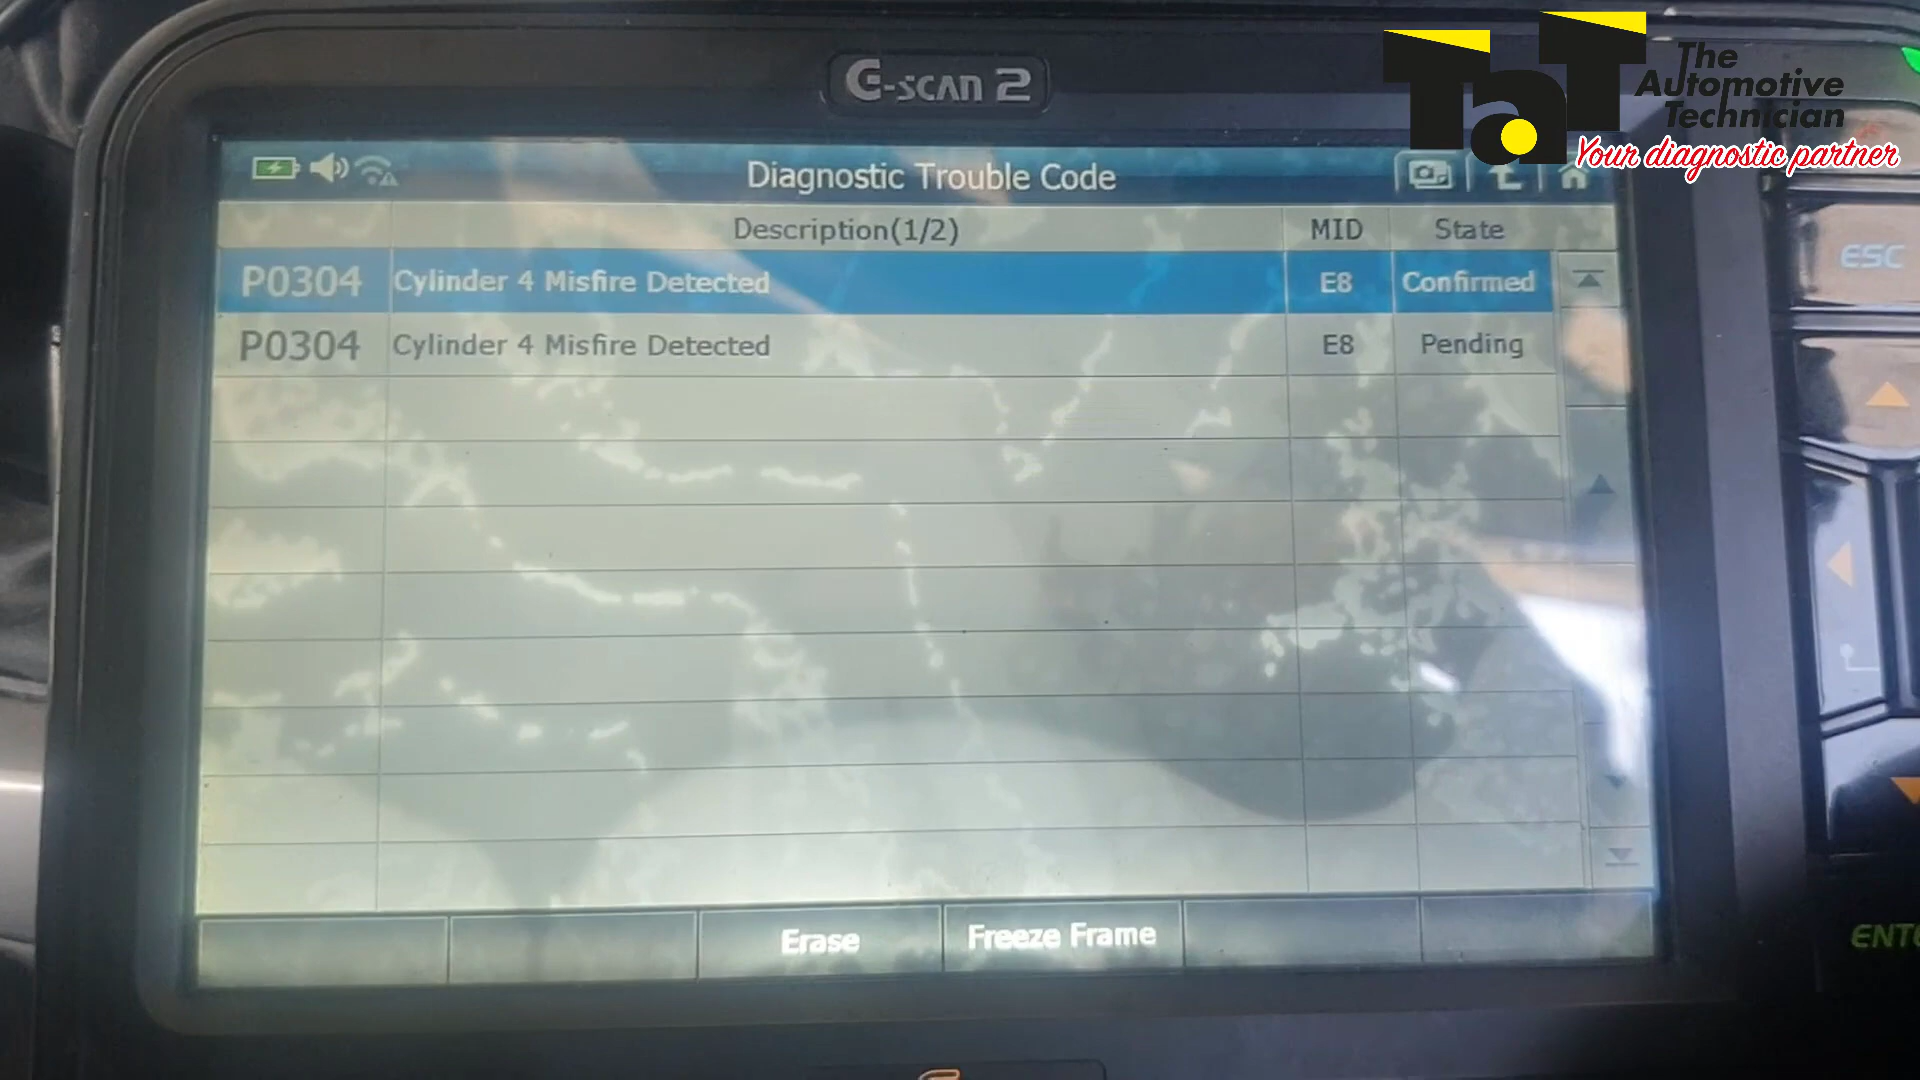 G-scan 2
The
Automotive
Technician
TaT
Your diagnostic partner
Diagnostic Trouble Code
Description(1/2) MID State
P0304 Cylinder 4 Misfire Detected E8 Confirmed
P0304 Cylinder 4 Misfire Detected E8 Pending
ESC
Erase Freeze Frame